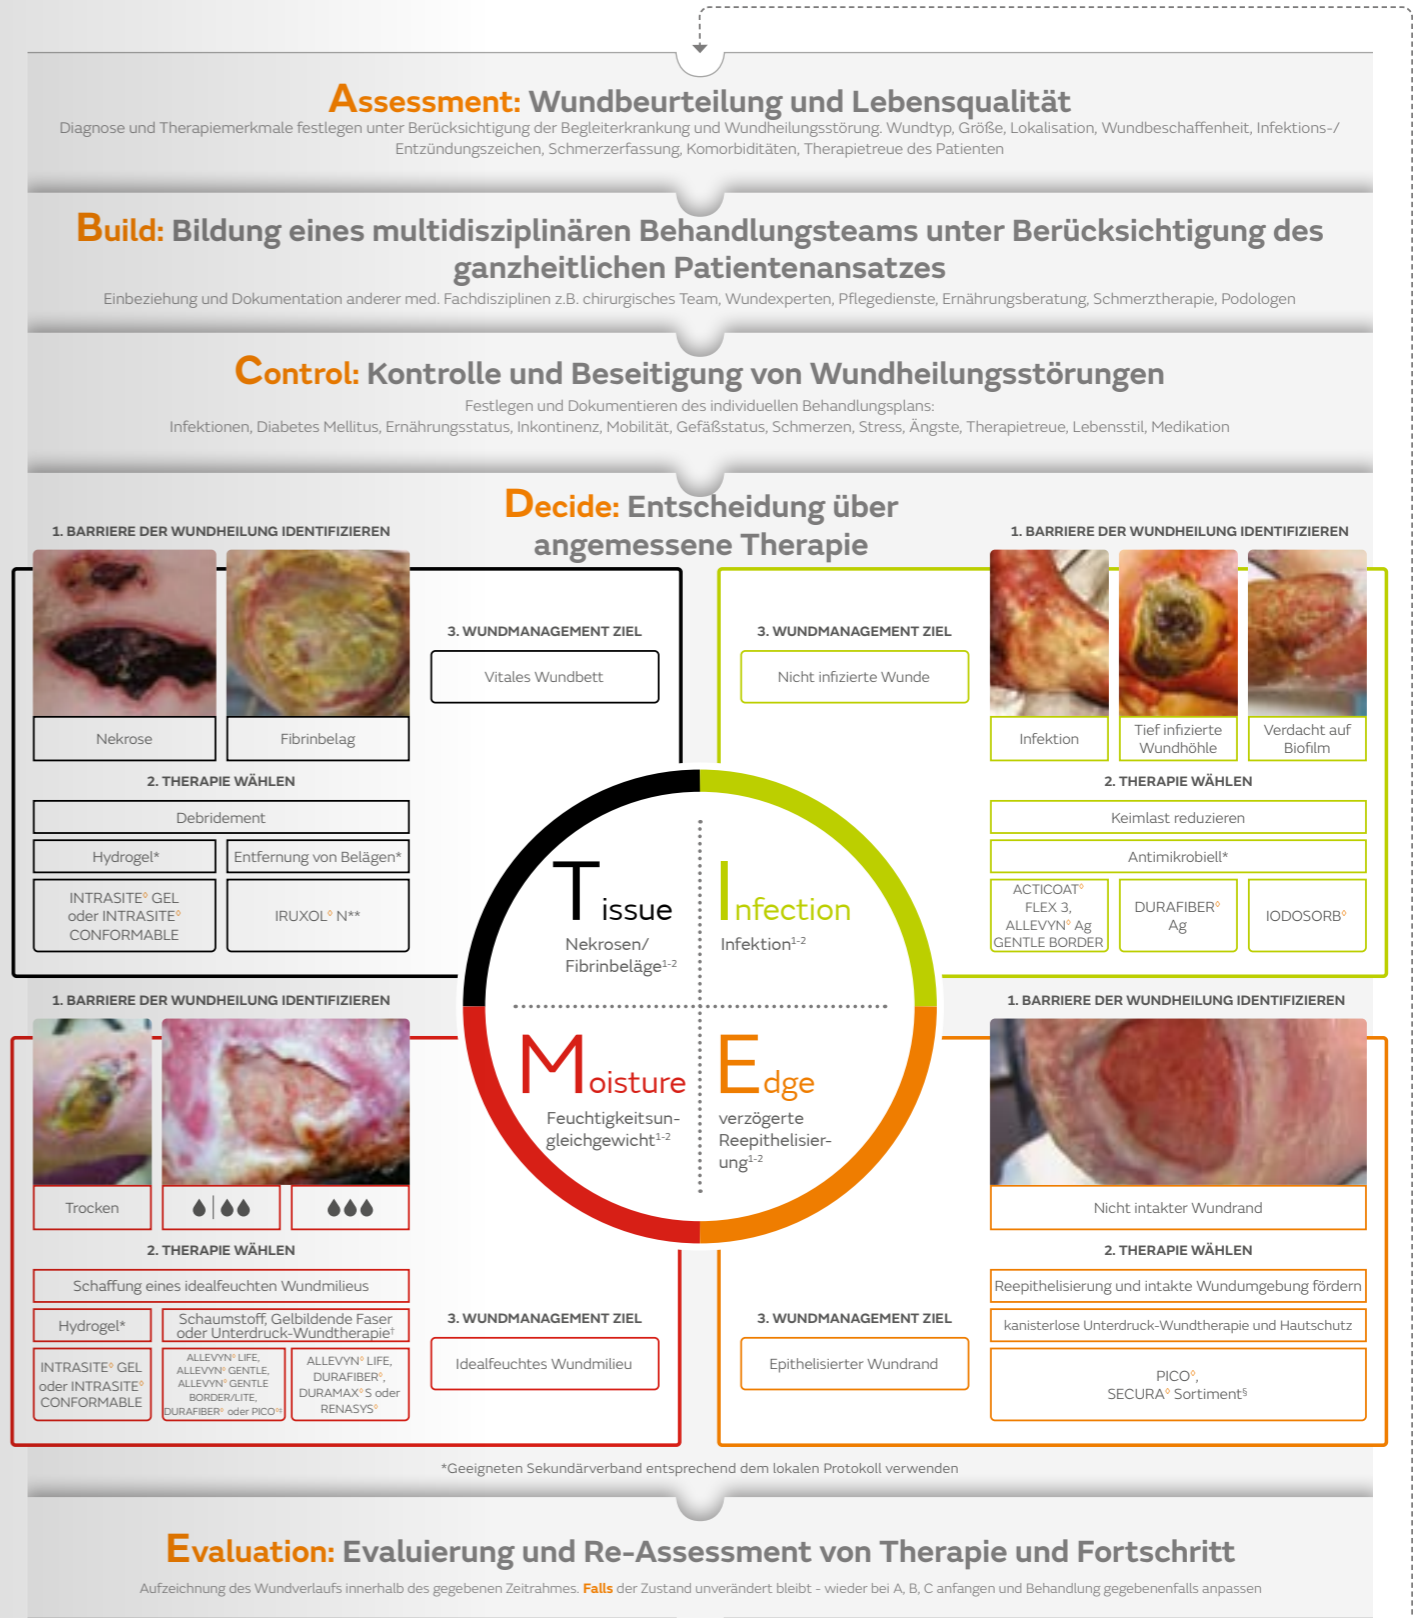 Assessment: Wundbeurteilung und Lebensqualität
Diagnose und Therapiemerkmale festlegen unter Berücksichtigung der Begleiterkrankung und Wundheilungsstörung. Wundtyp, Größe, Lokalisation, Wundbeschaffenheit, Infektions-/
Entzündungszeichen, Schmerzerfassung, Komorbiditäten, Therapietreue des Patienten
Build: Bildung eines multidisziplinären Behandlungsteams unter Berücksichtigung des
ganzheitlichen Patientenansatzes
Einbeziehung und Dokumentation anderer med. Fachdisziplinen z.B. chirurgisches Team, Wundexperten, Pflegedienste, Ernährungsberatung, Schmerztherapie, Podologen
Control: Kontrolle und Beseitigung von Wundheilungsstörungen
Festlegen und Dokumentieren des individuellen Behandlungsplans:
Infektionen, Diabetes Mellitus, Ernährungsstatus, Inkontinenz, Mobilität, Gefäßstatus, Schmerzen, Stress, Ängste, Therapietreue, Lebensstil, Medikation
Decide: Entscheidung über
angemessene Therapie
1. BARRIERE DER WUNDHEILUNG IDENTIFIZIEREN
Nekrose
Fibrinbelag
2. THERAPIE WÄHLEN
Debridement
Hydrogel*
Entfernung von Belägen*
INTRASITE◊ GEL
oder INTRASITE◊
CONFORMABLE
IRUXOL◊ N**
3. WUNDMANAGEMENT ZIEL
Vitales Wundbett
1. BARRIERE DER WUNDHEILUNG IDENTIFIZIEREN
Infektion
Tief infizierte
Wundhöhle
Verdacht auf
Biofilm
2. THERAPIE WÄHLEN
Keimlast reduzieren
Antimikrobiell*
ACTICOAT◊
FLEX 3,
ALLEVYN◊ Ag
GENTLE BORDER
DURAFIBER◊
Ag
IODOSORB◊
3. WUNDMANAGEMENT ZIEL
Nicht infizierte Wunde
Tissue
Nekrosen/
Fibrinbeläge1-2
Infection
Infektion1-2
Moisture
Feuchtigkeitsun-
gleichgewicht1-2
Edge
verzögerte
Reepithelisier-
ung1-2
1. BARRIERE DER WUNDHEILUNG IDENTIFIZIEREN
Trocken
2. THERAPIE WÄHLEN
Schaffung eines idealfeuchten Wundmilieus
Hydrogel*
Schaumstoff, Gelbildende Faser
oder Unterdruck-Wundtherapie†
INTRASITE◊ GEL
oder INTRASITE◊
CONFORMABLE
ALLEVYN◊ LIFE,
ALLEVYN◊ GENTLE,
ALLEVYN◊ GENTLE
BORDER/LITE,
DURAFIBER◊ oder PICO◊‡
ALLEVYN◊ LIFE,
DURAFIBER◊,
DURAMAX◊ S oder
RENASYS◊
3. WUNDMANAGEMENT ZIEL
Idealfeuchtes Wundmilieu
1. BARRIERE DER WUNDHEILUNG IDENTIFIZIEREN
Nicht intakter Wundrand
2. THERAPIE WÄHLEN
Reepithelisierung und intakte Wundumgebung fördern
kanisterlose Unterdruck-Wundtherapie und Hautschutz
PICO◊,
SECURA◊ Sortiment§
3. WUNDMANAGEMENT ZIEL
Epithelisierter Wundrand
*Geeigneten Sekundärverband entsprechend dem lokalen Protokoll verwenden
Evaluation: Evaluierung und Re-Assessment von Therapie und Fortschritt
Aufzeichnung des Wundverlaufs innerhalb des gegebenen Zeitrahmes. Falls der Zustand unverändert bleibt - wieder bei A, B, C anfangen und Behandlung gegebenenfalls anpassen